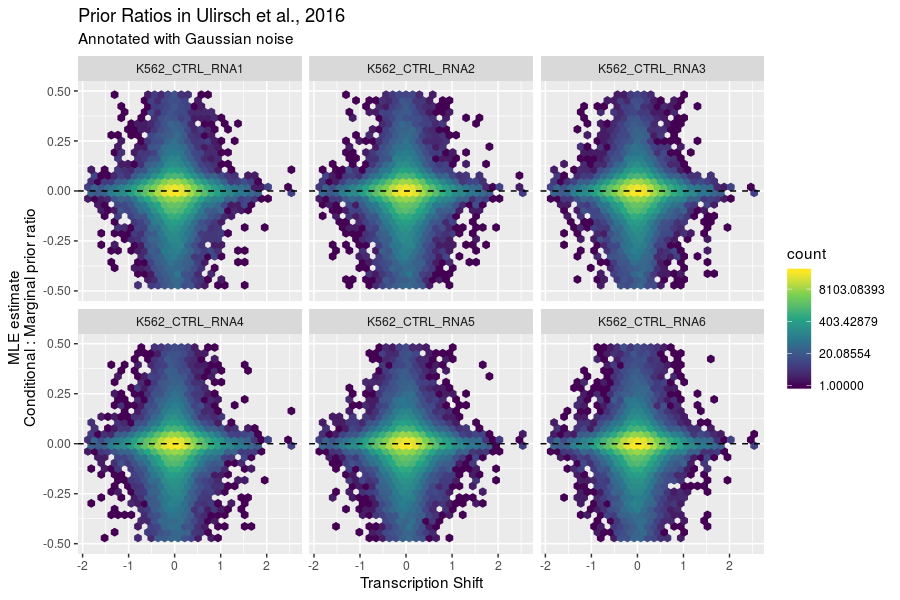 Prior Ratios in Ulirsch et al., 2016
Annotated with Gaussian noise
K562_CTRL_RNA1
K562_CTRL_RNA2
K562_CTRL_RNA3
0.50
0.25
0.00
-0.25
-0.50
K562_CTRL_RNA4
K562_CTRL_RNA5
K562_CTRL_RNA6
0.50
0.25
0.00
-0.25
-0.50
-2 -1 0 1 2
-2 -1 0 1 2
-2 -1 0 1 2
Transcription Shift
MLE estimate
Conditional : Marginal prior ratio
count
8103.08393
403.42879
20.08554
1.00000